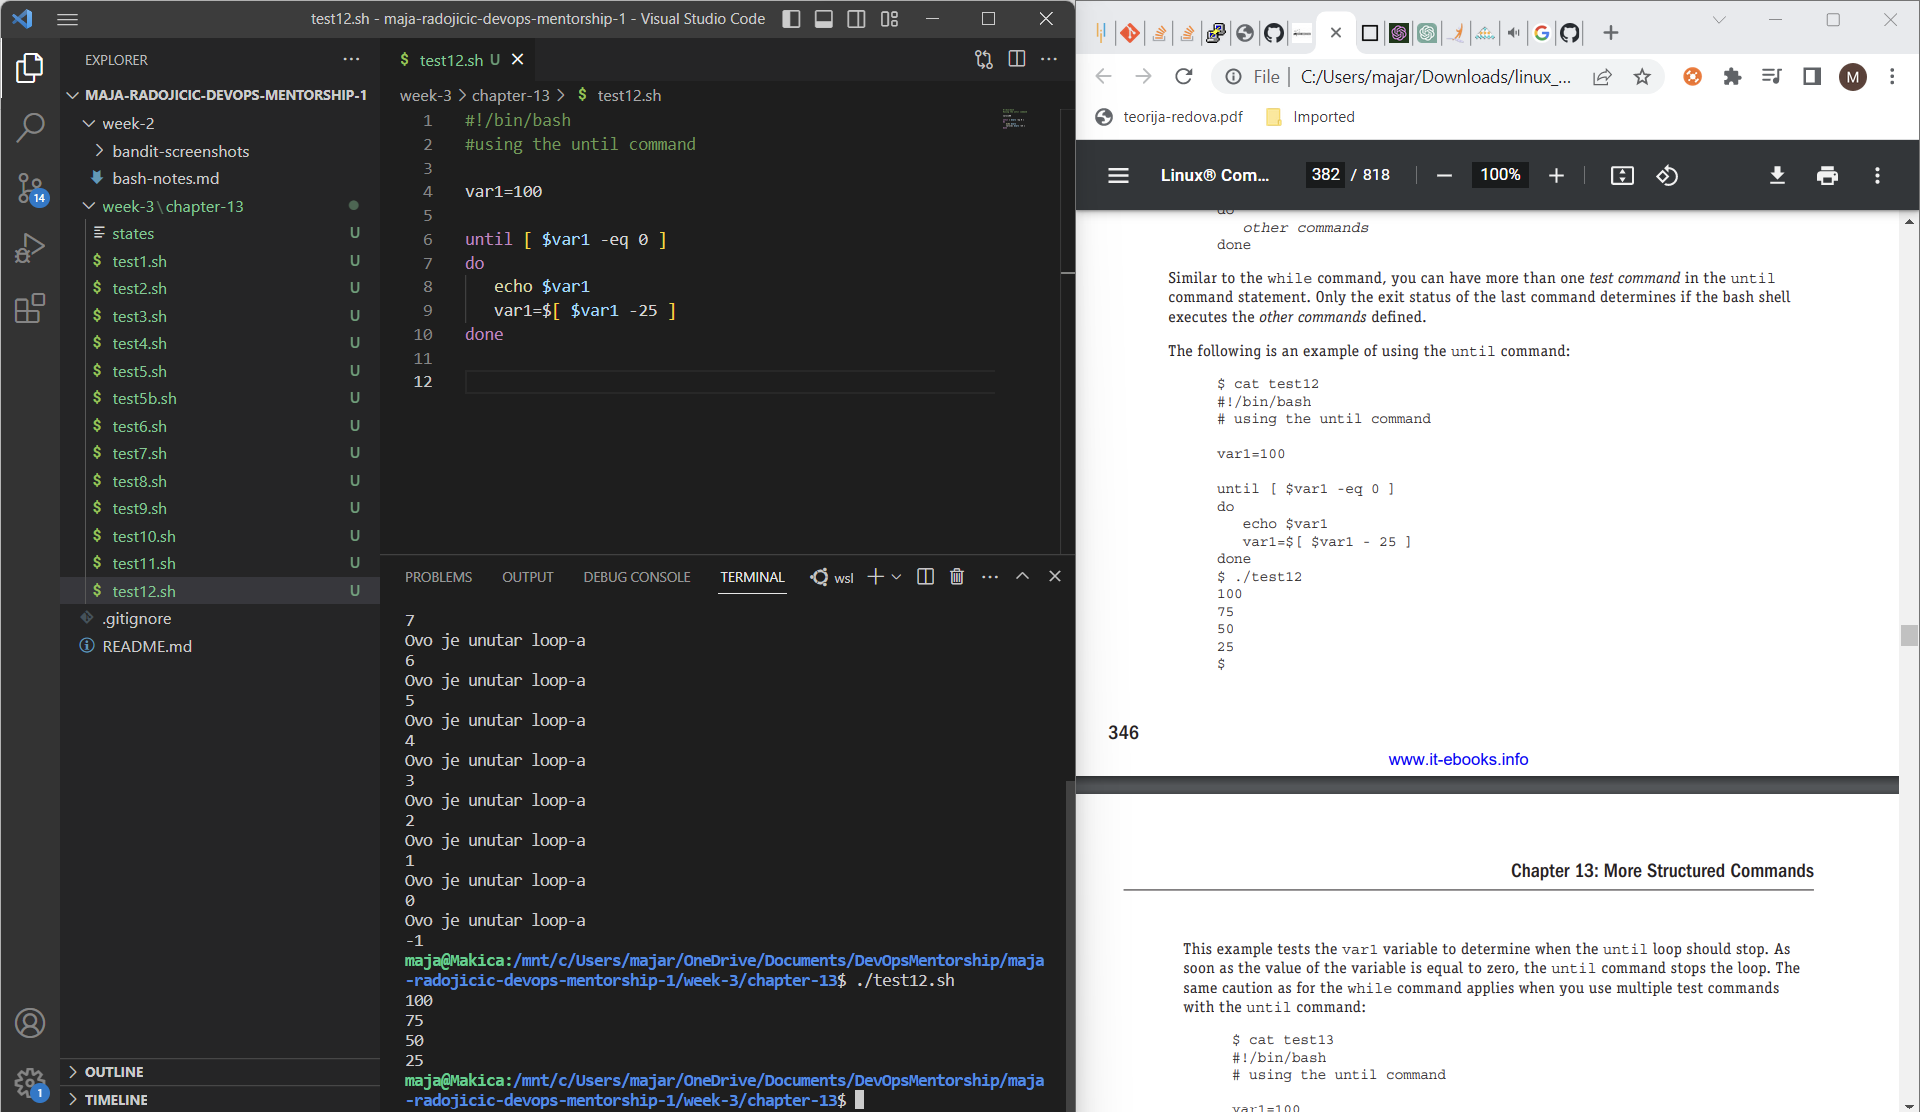 test12.sh - maja-radojicic-devops-mentorship-1 - Visual Studio Code
EXPLORER
MAJA-RADOJICIC-DEVOPS-MENTORSHIP-1
week-2
bandit-screenshots
bash-notes.md
14
week-3\chapter-13
states U
$ test1.sh U
$ test2.sh U
$ test3.sh U
$ test4.sh U
$ test5.sh U
$ test5b.sh U
$ test6.sh U
$ test7.sh U
$ test8.sh U
$ test9.sh U
$ test10.sh U
$ test11.sh U
$ test12.sh U
.gitignore
README.md
OUTLINE
1
TIMELINE
$ test12.sh U
week-3 > chapter-13 > $ test12.sh
1 #!/bin/bash
2 #using the until command
3
4 var1=100
5
6 until [ $var1 -eq 0 ]
7 do
8 echo $var1
9 var1=$[ $var1 -25 ]
10 done
11
12
PROBLEMS OUTPUT DEBUG CONSOLE TERMINAL wsl
7
Ovo je unutar loop-a
6
Ovo je unutar loop-a
5
Ovo je unutar loop-a
4
Ovo je unutar loop-a
3
Ovo je unutar loop-a
2
Ovo je unutar loop-a
1
Ovo je unutar loop-a
0
Ovo je unutar loop-a
-1
maja@Makica:/mnt/c/Users/majar/OneDrive/Documents/DevOpsMentorship/maja
-radojicic-devops-mentorship-1/week-3/chapter-13$ ./test12.sh
100
75
50
25
maja@Makica:/mnt/c/Users/majar/OneDrive/Documents/DevOpsMentorship/maja
-radojicic-devops-mentorship-1/week-3/chapter-13$
File | C:/Users/majar/Downloads/linux_...
M
teorija-redova.pdf Imported
Linux® Com... 382 / 818 100%
do
other commands
done
Similar to the while command, you can have more than one test command in the until
command statement. Only the exit status of the last command determines if the bash shell
executes the other commands defined.
The following is an example of using the until command:
$ cat test12
#!/bin/bash
# using the until command
var1=100
until [ $var1 -eq 0 ]
do
echo $var1
var1=$[ $var1 - 25 ]
done
$ ./test12
100
75
50
25
$
346
www.it-ebooks.info
Chapter 13: More Structured Commands
This example tests the var1 variable to determine when the until loop should stop. As
soon as the value of the variable is equal to zero, the until command stops the loop. The
same caution as for the while command applies when you use multiple test commands
with the until command:
$ cat test13
#!/bin/bash
# using the until command
var1=100